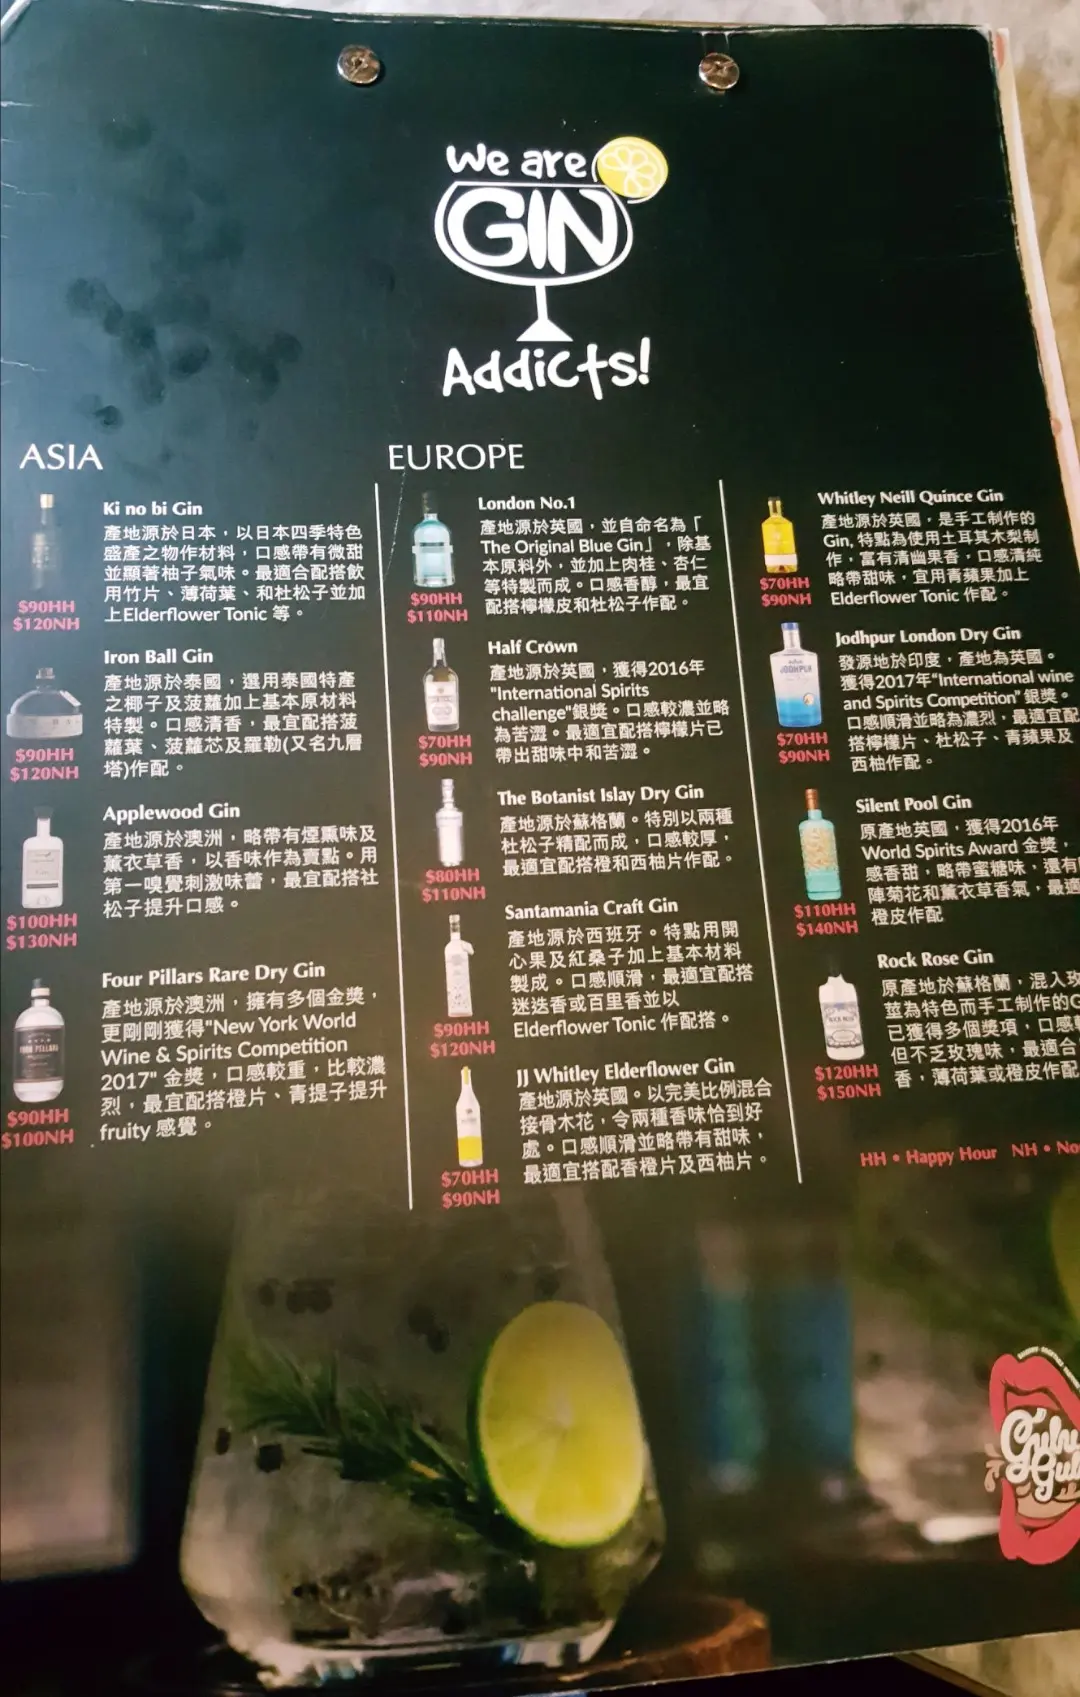 We are
GIN
Addicts!
ASIA
Ki no bi Gin
產地源於日本，以日本四季特色
盛產之物作材料，口感帶有微甜
並顯著柚子氣味。最適合配搭飲
用竹片、薄荷葉、和杜松子並加
上Elderflower Tonic 等。
$90HH
$120NH
Iron Ball Gin
產地源於泰國，選用泰國特產
之椰子及菠蘿加上基本原材料
特製。口感清香，最宜配搭菠
蘿葉、菠蘿芯及羅勒(又名九層
塔)作配。
$90HH
$120NH
Applewood Gin
產地源於澳洲，略帶有煙熏味及
薰衣草香，以香味作為賣點。用
第一嗅覺刺激味蕾，最宜配搭社
松子提升口感。
$100HH
$130NH
Four Pillars Rare Dry Gin
產地源於澳洲，擁有多個金獎，
更剛剛獲得"New York World
Wine & Spirits Competition
2017" 金獎，口感較重，比較濃
烈，最宜配搭橙片、青提子提升
fruity 感覺。
$90HH
$100NH
EUROPE
London No.1
產地源於英國，並自命名為「
The Original Blue Gin」，除基
本原料外，並加上肉桂、杏仁
等特製而成。口感香醇，最宜
配搭檸檬皮和杜松子作配。
$90HH
$110NH
Half Crown
產地源於英國，獲得2016年
"International Spirits
challenge"銀獎。口感較濃並略
為苦澀。最適宜配搭檸檬片已
帶出甜味中和苦澀。
$70HH
$90NH
The Botanist Islay Dry Gin
產地源於蘇格蘭。特別以兩種
杜松子精配而成，口感較厚，
最適宜配搭橙和西柚片作配。
$80HH
$110NH
Santamania Craft Gin
產地源於西班牙。特點用開
心果及紅桑子加上基本材料
製成。口感順滑，最適宜配搭
迷迭香或百里香並以
Elderflower Tonic 作配搭。
$90HH
$120NH
JJ Whitley Elderflower Gin
產地源於英國。以完美比例混合
接骨木花，令兩種香味恰到好
處。口感順滑並略帶有甜味，
最適宜搭配香橙片及西柚片。
$70HH
$90NH
Whitley Neill Quince Gin
產地源於英國，是手工制作的
Gin, 特點為使用土耳其木梨制
作，富有清幽果香，口感清純
略帶甜味，宜用青蘋果加上
Elderflower Tonic 作配。
$70HH
$90NH
Jodhpur London Dry Gin
發源地於印度，產地為英國。
獲得2017年"International wine
and Spirits Competition" 銀獎。
口感順滑並略為濃烈，最適宜配
搭檸檬片、杜松子、青蘋果及
西柚作配。
$70HH
$90NH
Silent Pool Gin
原產地英國，獲得2016年
World Spirits Award 金獎，
感香甜，略帶蜜糖味，還有
陣菊花和薰衣草香氣，最適
橙皮作配
$110HH
$140NH
Rock Rose Gin
原產地於蘇格蘭，混入玫
莖為特色而手工制作的G
已獲得多個獎項，口感
但不乏玫瑰味，最適合
香，薄荷葉或橙皮作配
$120HH
$150NH
HH • Happy Hour NH • No
Gulu
Gul